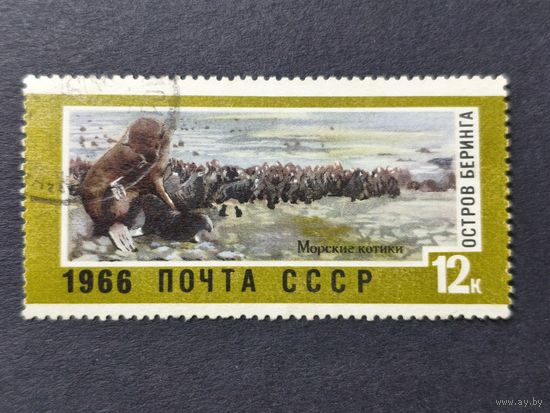 Морские котики
ОСТРОВ БЕРИНГА
1966 ПОЧТА СССР
12к
www.ay.by